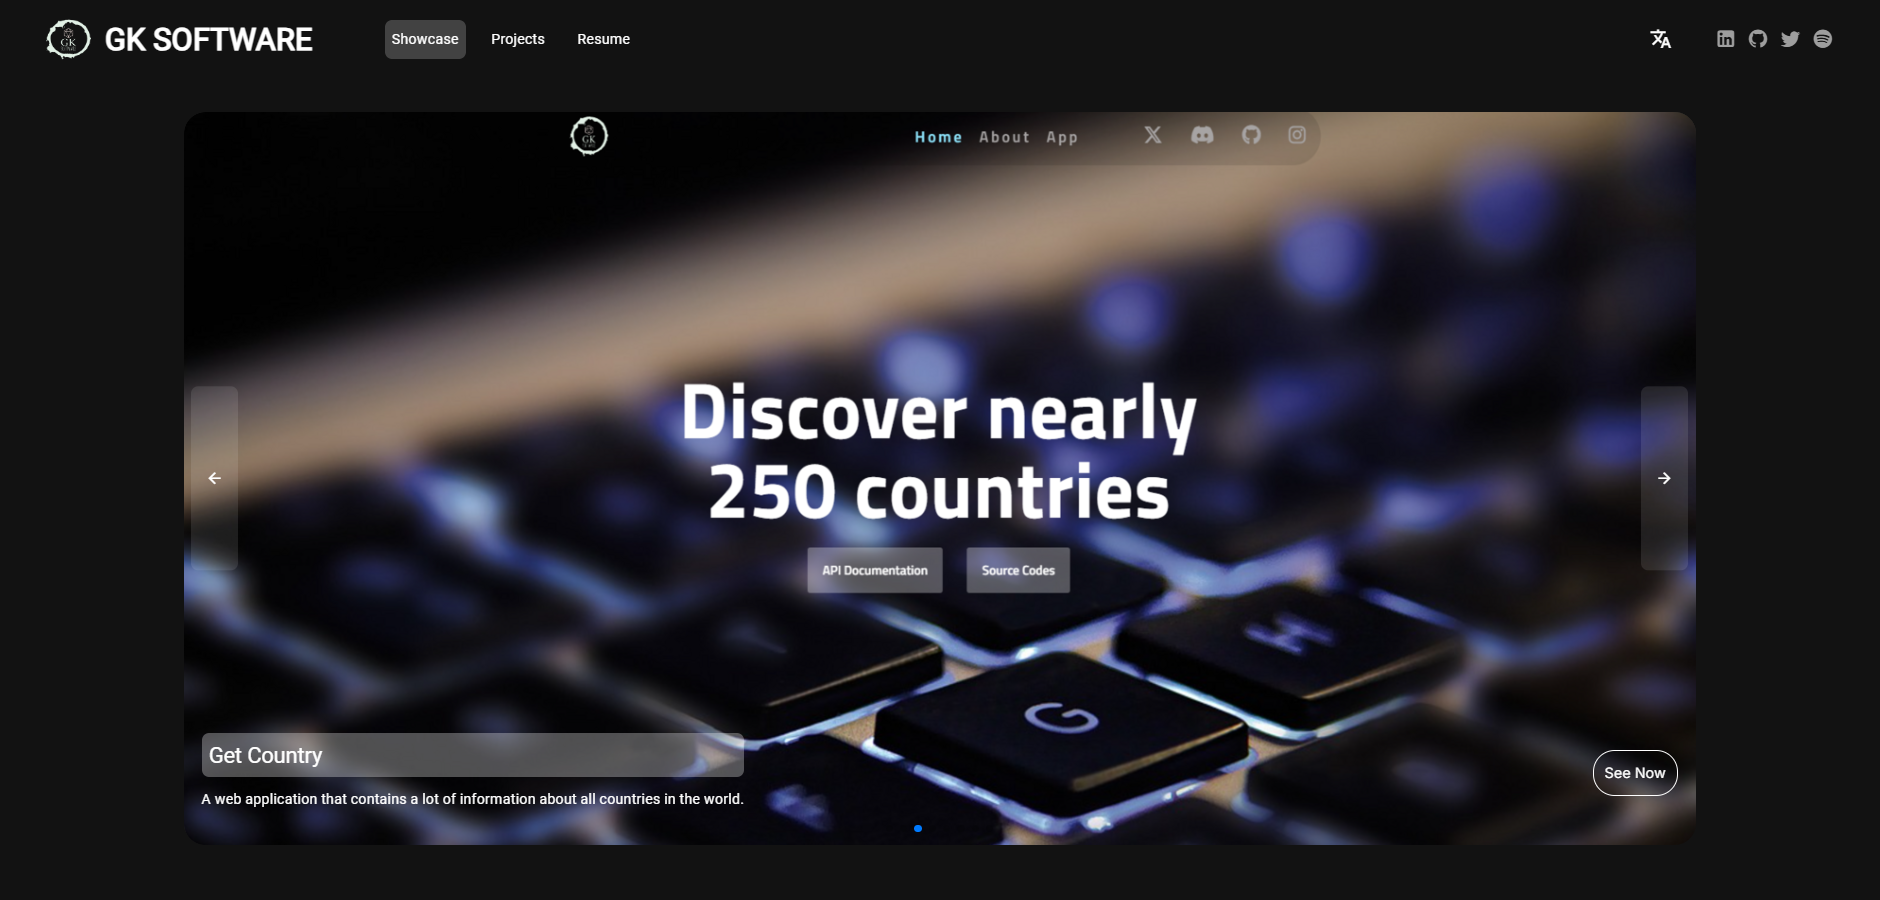 GK SOFTWARE
Showcase Projects Resume
GK
Home About App
Discover nearly
250 countries
API Documentation Source Codes
G
H
Get Country
A web application that contains a lot of information about all countries in the world.
See Now